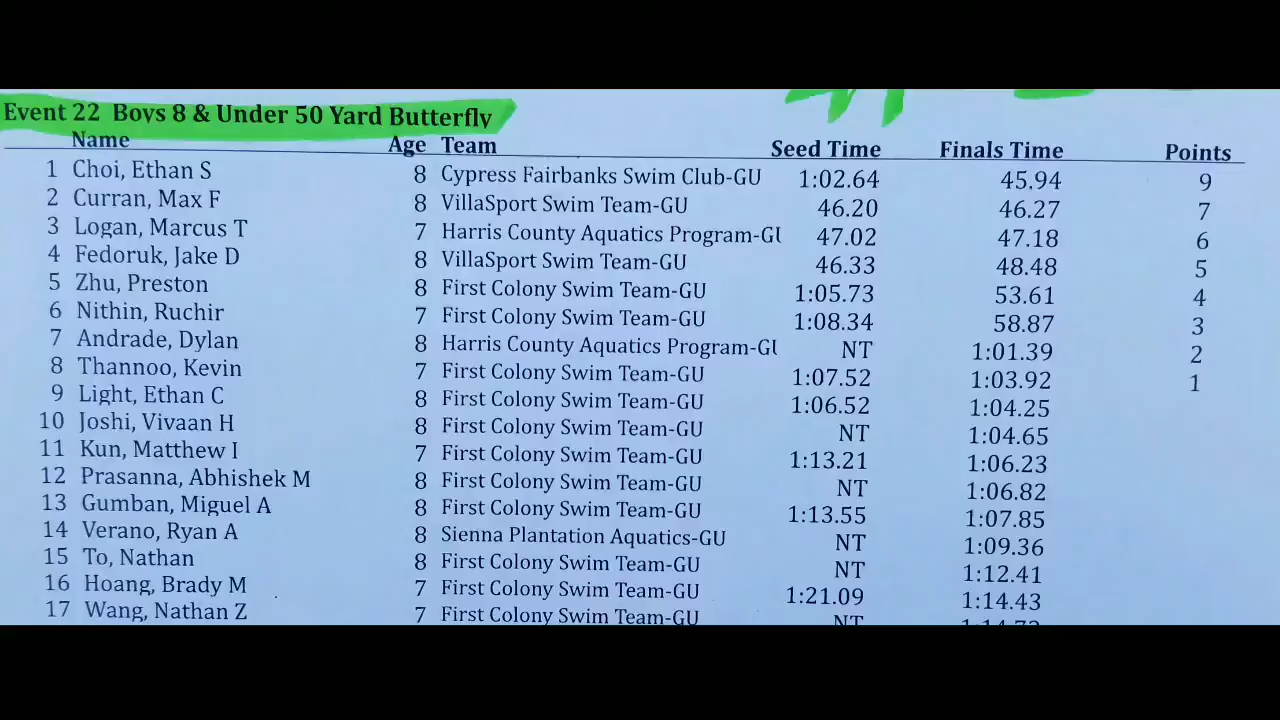 Event 22 Boys 8 & Under 50 Yard Butterfly
Name Age Team Seed Time Finals Time Points
1 Choi, Ethan S 8 Cypress Fairbanks Swim Club-GU 1:02.64 45.94 9
2 Curran, Max F 8 VillaSport Swim Team-GU 46.20 46.27 7
3 Logan, Marcus T 7 Harris County Aquatics Program-GU 47.02 47.18 6
4 Fedoruk, Jake D 8 VillaSport Swim Team-GU 46.33 48.48 5
5 Zhu, Preston 8 First Colony Swim Team-GU 1:05.73 53.61 4
6 Nithin, Ruchir 7 First Colony Swim Team-GU 1:08.34 58.87 3
7 Andrade, Dylan 8 Harris County Aquatics Program-GU NT 1:01.39 2
8 Thannoo, Kevin 7 First Colony Swim Team-GU 1:07.52 1:03.92 1
9 Light, Ethan C 8 First Colony Swim Team-GU 1:06.52 1:04.25
10 Joshi, Vivaan H 8 First Colony Swim Team-GU NT 1:04.65
11 Kun, Matthew I 7 First Colony Swim Team-GU 1:13.21 1:06.23
12 Prasanna, Abhishek M 8 First Colony Swim Team-GU NT 1:06.82
13 Gumban, Miguel A 8 First Colony Swim Team-GU 1:13.55 1:07.85
14 Verano, Ryan A 8 Sienna Plantation Aquatics-GU NT 1:09.36
15 To, Nathan 8 First Colony Swim Team-GU NT 1:12.41
16 Hoang, Brady M 7 First Colony Swim Team-GU 1:21.09 1:14.43
17 Wang, Nathan Z 7 First Colony Swim Team-GU NT